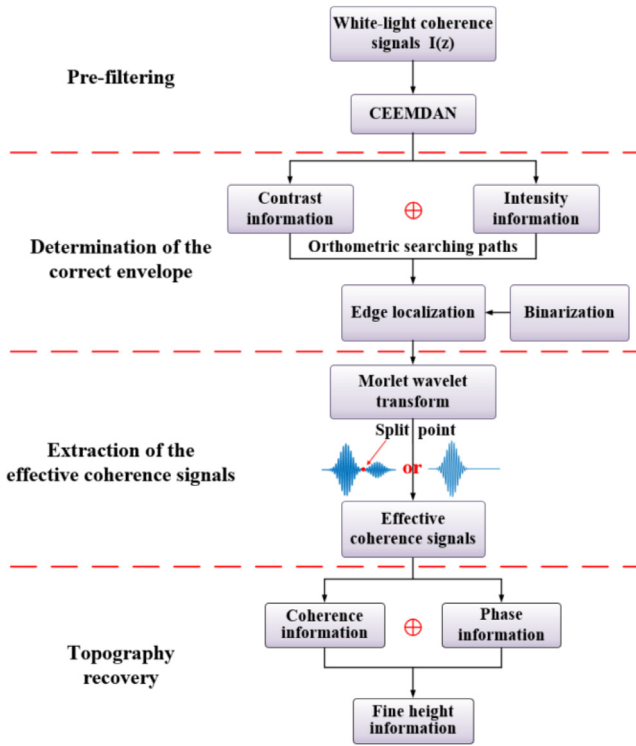 White-light coherence
signals I(z)
Pre-filtering
CEEMDAN
Contrast
information
Intensity
information
Orthometric searching paths
Determination of the
correct envelope
Edge localization
Binarization
Morlet wavelet
transform
Split point
Extraction of the
effective coherence signals
or
Effective
coherence signals
Coherence
information
Phase
information
Topography
recovery
Fine height
information